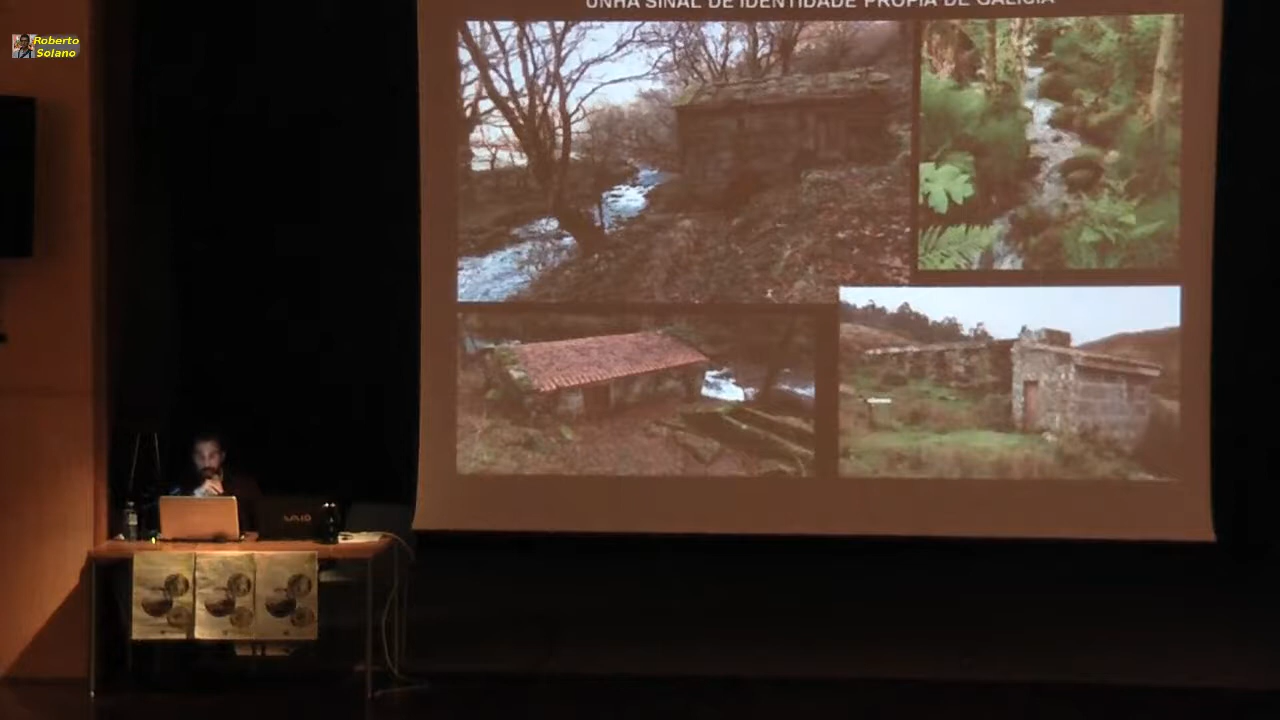 UNHA SINAL DE IDENTIDADE PROPIA DE GALICIA
Roberto
Solano
VAIO